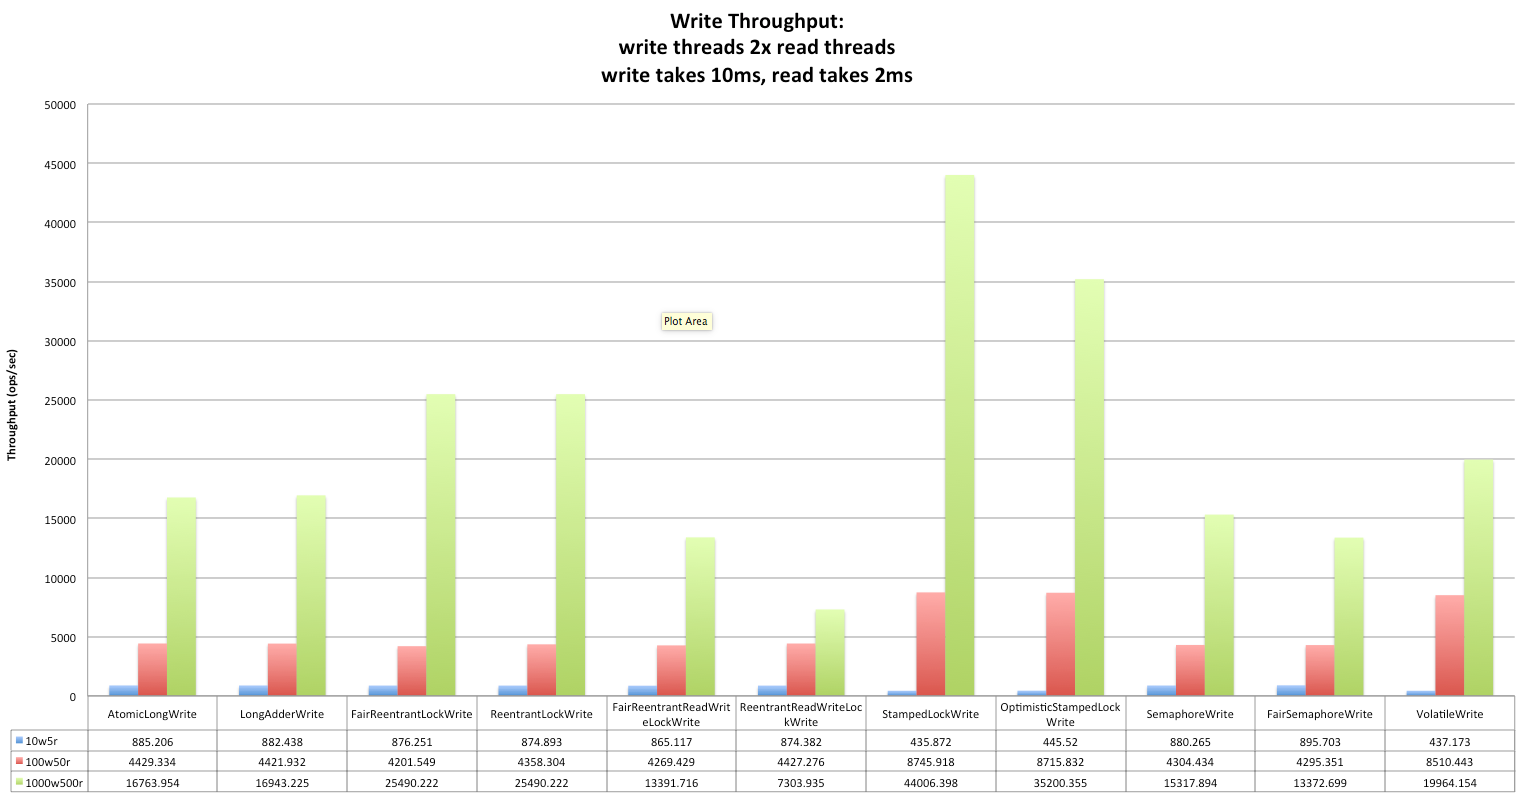 Write Throughput:
write threads 2x read threads
write takes 10ms, read takes 2ms
50000
45000
40000
35000
30000
25000
20000
15000
10000
5000
0
Throughput (ops/sec)
Plot Area
AtomicLongWrite LongAdderWrite FairReentrantLockWrite ReentrantLockWrite FairReentrantReadWrit ReentrantReadWriteLoc StampedLockWrite OptimisticStampedLock SemaphoreWrite FairSemaphoreWrite VolatileWrite
eLockWrite kWrite Write
10w5r 885.206 882.438 876.251 874.893 865.117 874.382 435.872 445.52 880.265 895.703 437.173
100w50r 4429.334 4421.932 4201.549 4358.304 4269.429 4427.276 8745.918 8715.832 4304.434 4295.351 8510.443
1000w500r 16763.954 16943.225 25490.222 25490.222 13391.716 7303.935 44006.398 35200.355 15317.894 13372.699 19964.154